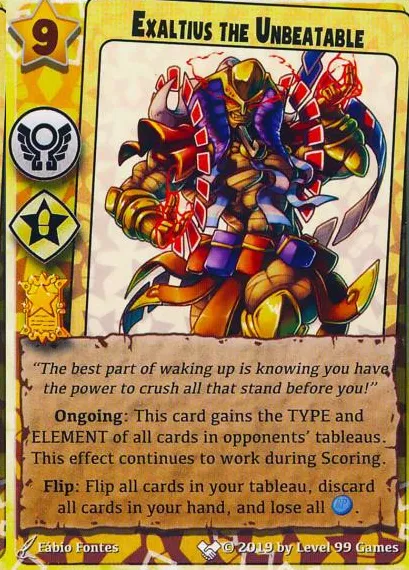 9
EXALTIUS THE UNBEATABLE
“The best part of waking up is knowing you have
the power to crush all that stand before you!”
Ongoing: This card gains the TYPE and
ELEMENT of all cards in opponents’ tableaus.
This effect continues to work during Scoring.
Flip: Flip all cards in your tableau, discard
all cards in your hand, and lose all .
Fábio Fontes
© 2019 by Level 99 Games